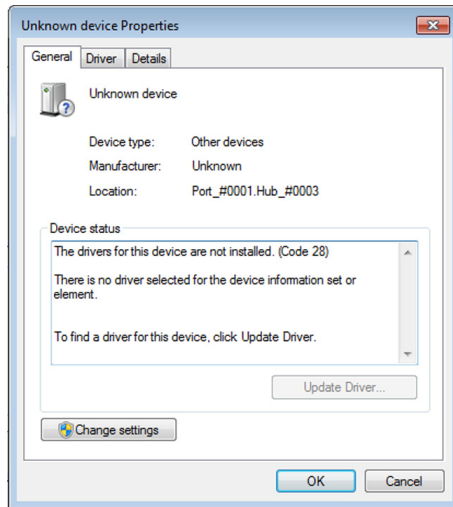 Unknown device Properties
General Driver Details
Unknown device
Device type: Other devices
Manufacturer: Unknown
Location: Port_#0001.Hub_#0003
Device status
The drivers for this device are not installed. (Code 28)
There is no driver selected for the device information set or
element.
To find a driver for this device, click Update Driver.
Update Driver...
Change settings
OK Cancel